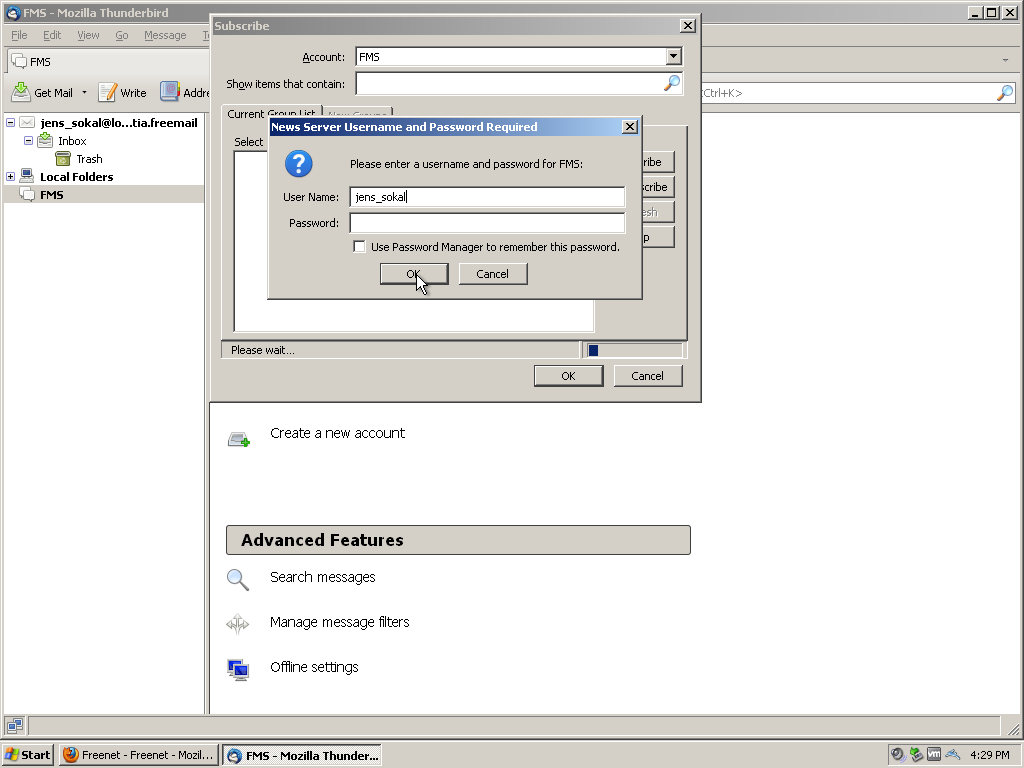 FMS - Mozilla Thunderbird
File Edit View Go Message
FMS
Get Mail Write
jens_sokal@lo...tia.freemail
Inbox
Trash
Local Folders
FMS
Subscribe
Account: FMS
Show items that contain:
Ctrl+K>
Current Group List New Groups
Select
News Server Username and Password Required
Please enter a username and password for FMS:
User Name: jens_sokal
Password:
Use Password Manager to remember this password.
OK Cancel
Please wait...
OK Cancel
Create a new account
Advanced Features
Search messages
Manage message filters
Offline settings
Start Freenet - Freenet - Mozil... FMS - Mozilla Thunder... 4:29 PM